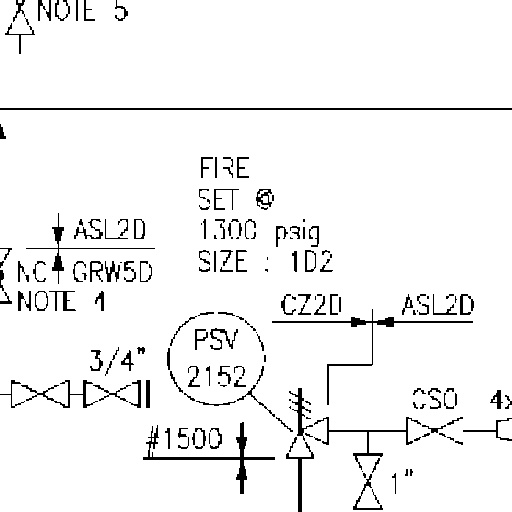 NOTE 5
FIRE
SET @
1300 psig
SIZE : 1D2
ASL2D
NC GRW5D
NOTE 4
CZ2D ASL2D
3/4"
PSV
2152
CSO 4x
#1500
1"